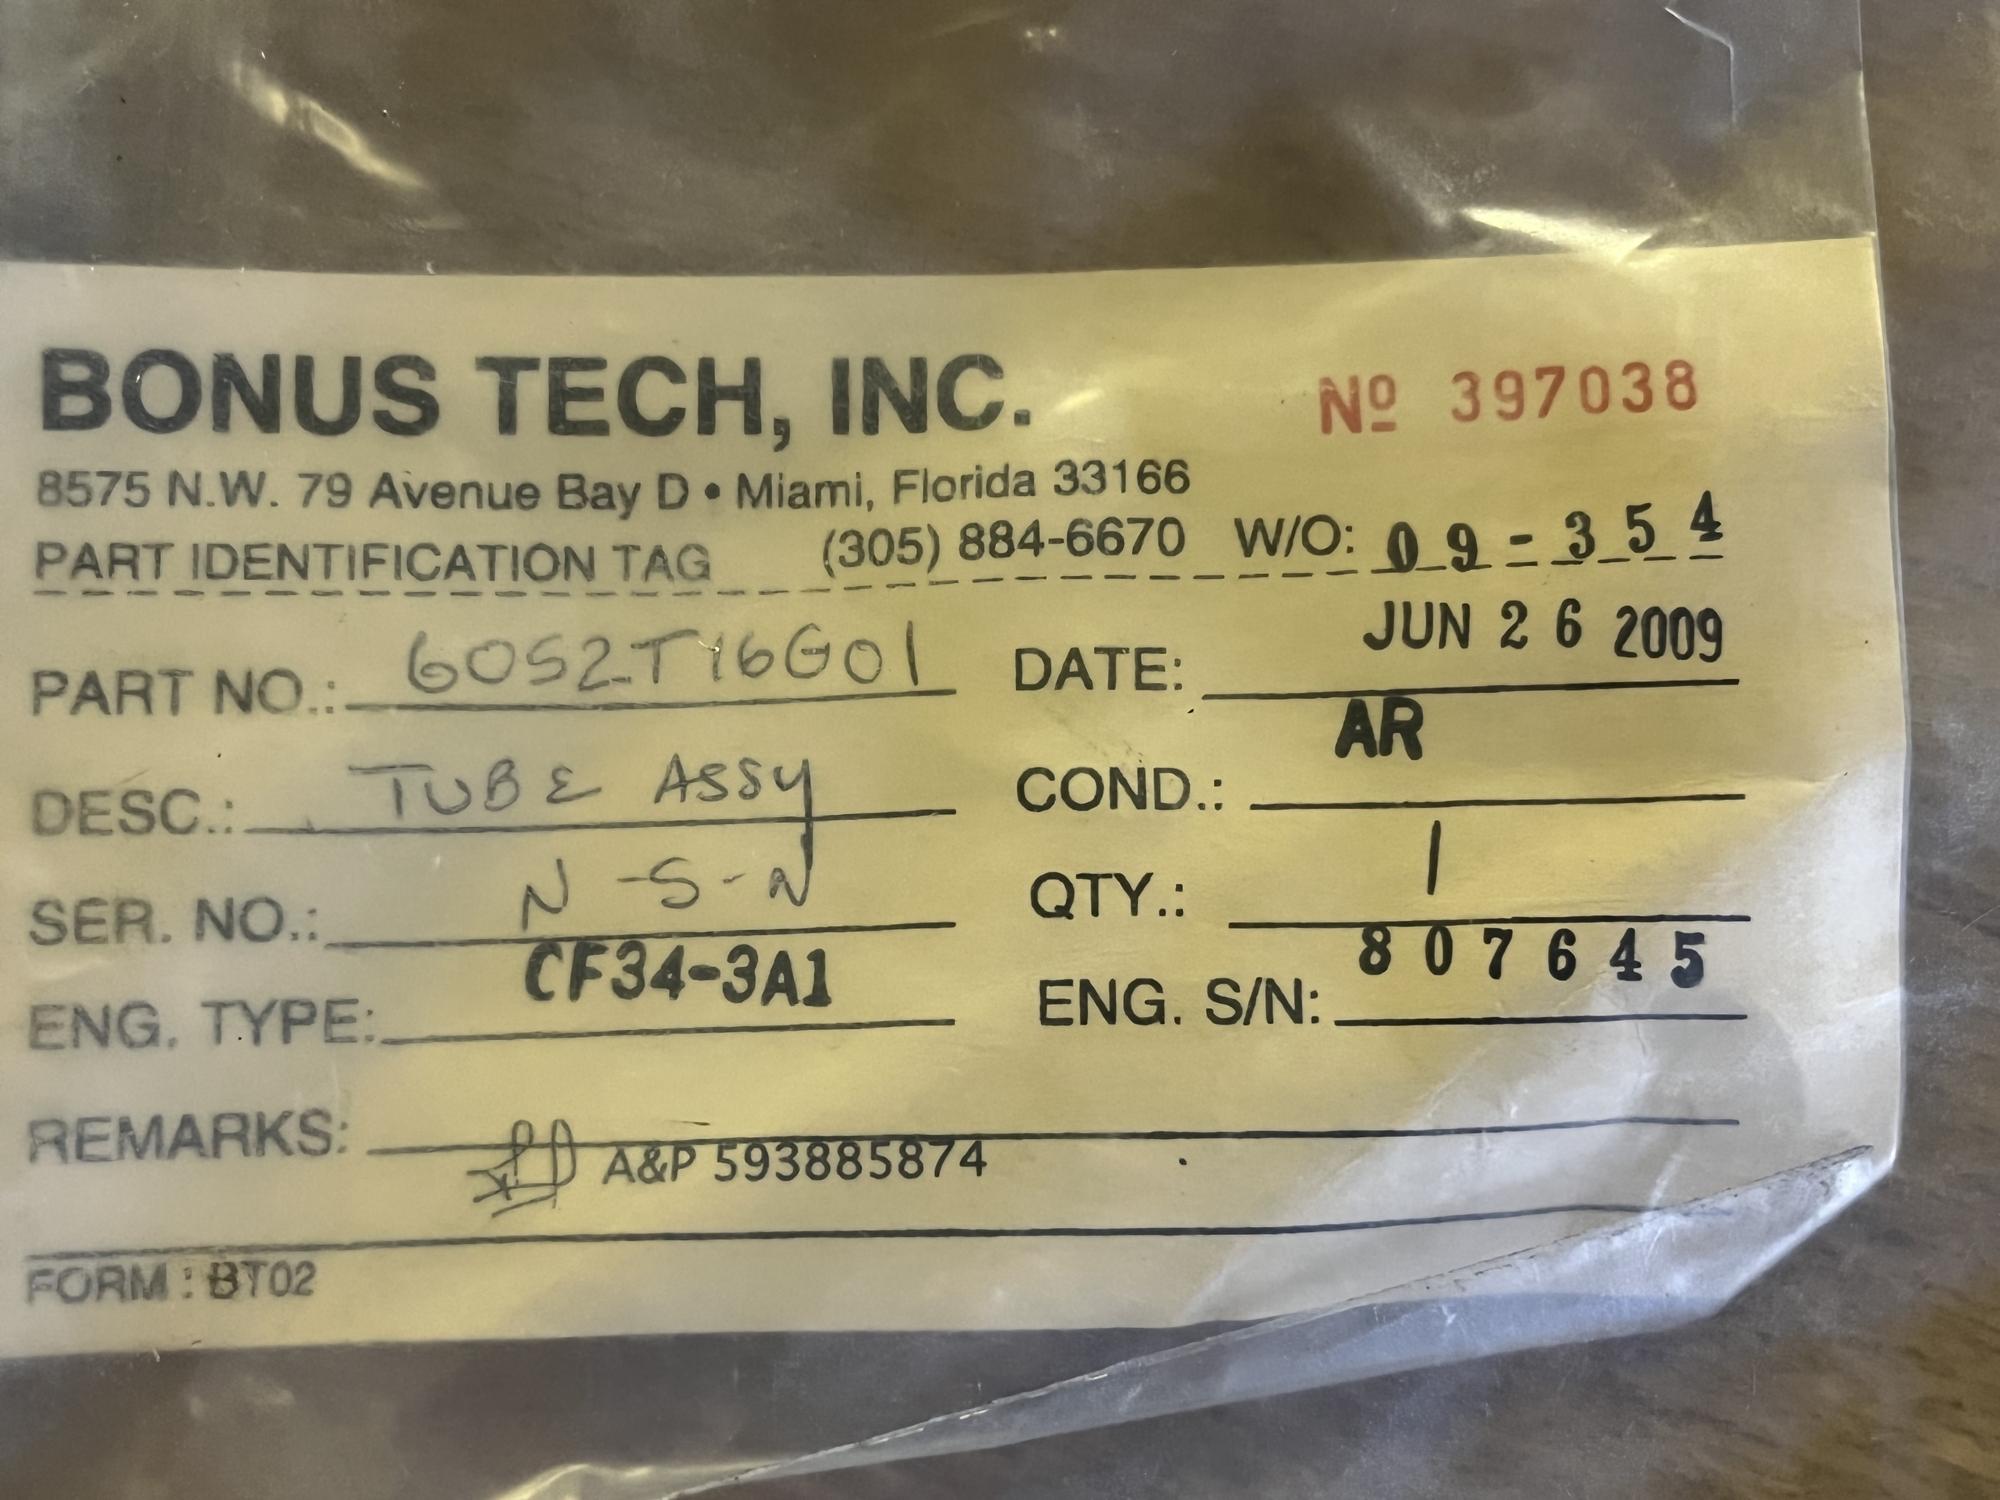 BONUS TECH, INC. Nº 397038
8575 N.W. 79 Avenue Bay D • Miami, Florida 33166
PART IDENTIFICATION TAG (305) 884-6670 W/O: 09-354
PART NO.: 6052T16G01 DATE: JUN 26 2009
DESC.: TUBE ASSY COND.: AR
SER. NO.: N-S-N QTY.: 1
ENG. TYPE: CF34-3A1 ENG. S/N: 807645
REMARKS:
A&P 593885874
FORM: BT02